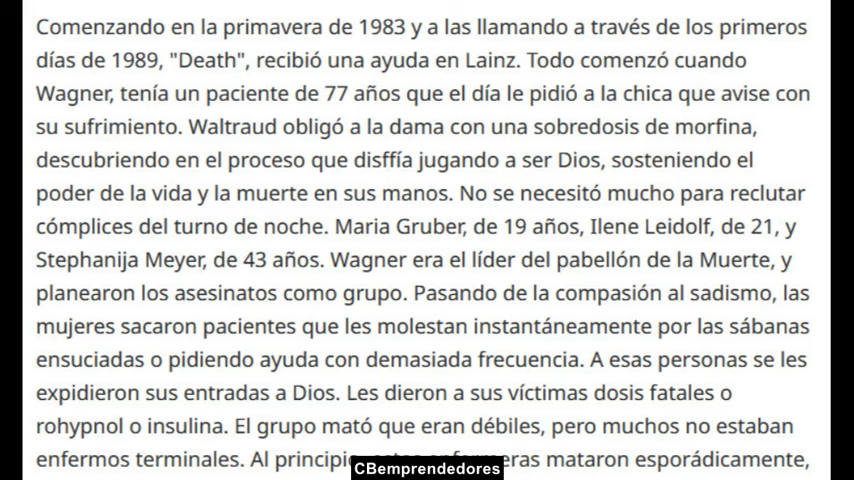 Comenzando en la primavera de 1983 y a las llamando a través de los primeros
días de 1989, "Death", recibió una ayuda en Lainz. Todo comenzó cuando
Wagner, tenía un paciente de 77 años que el día le pidió a la chica que avise con
su sufrimiento. Waltraud obligó a la dama con una sobredosis de morfina,
descubriendo en el proceso que disffía jugando a ser Dios, sosteniendo el
poder de la vida y la muerte en sus manos. No se necesitó mucho para reclutar
cómplices del turno de noche. Maria Gruber, de 19 años, Ilene Leidolf, de 21, y
Stephanija Meyer, de 43 años. Wagner era el líder del pabellón de la Muerte, y
planearon los asesinatos como grupo. Pasando de la compasión al sadismo, las
mujeres sacaron pacientes que les molestan instantáneamente por las sábanas
ensuciadas o pidiendo ayuda con demasiada frecuencia. A esas personas se les
expidieron sus entradas a Dios. Les dieron a sus víctimas dosis fatales o
rohypnol o insulina. El grupo mató que eran débiles, pero muchos no estaban
enfermos terminales. Al principio, mataron esporádicamente,
CBemprendedores